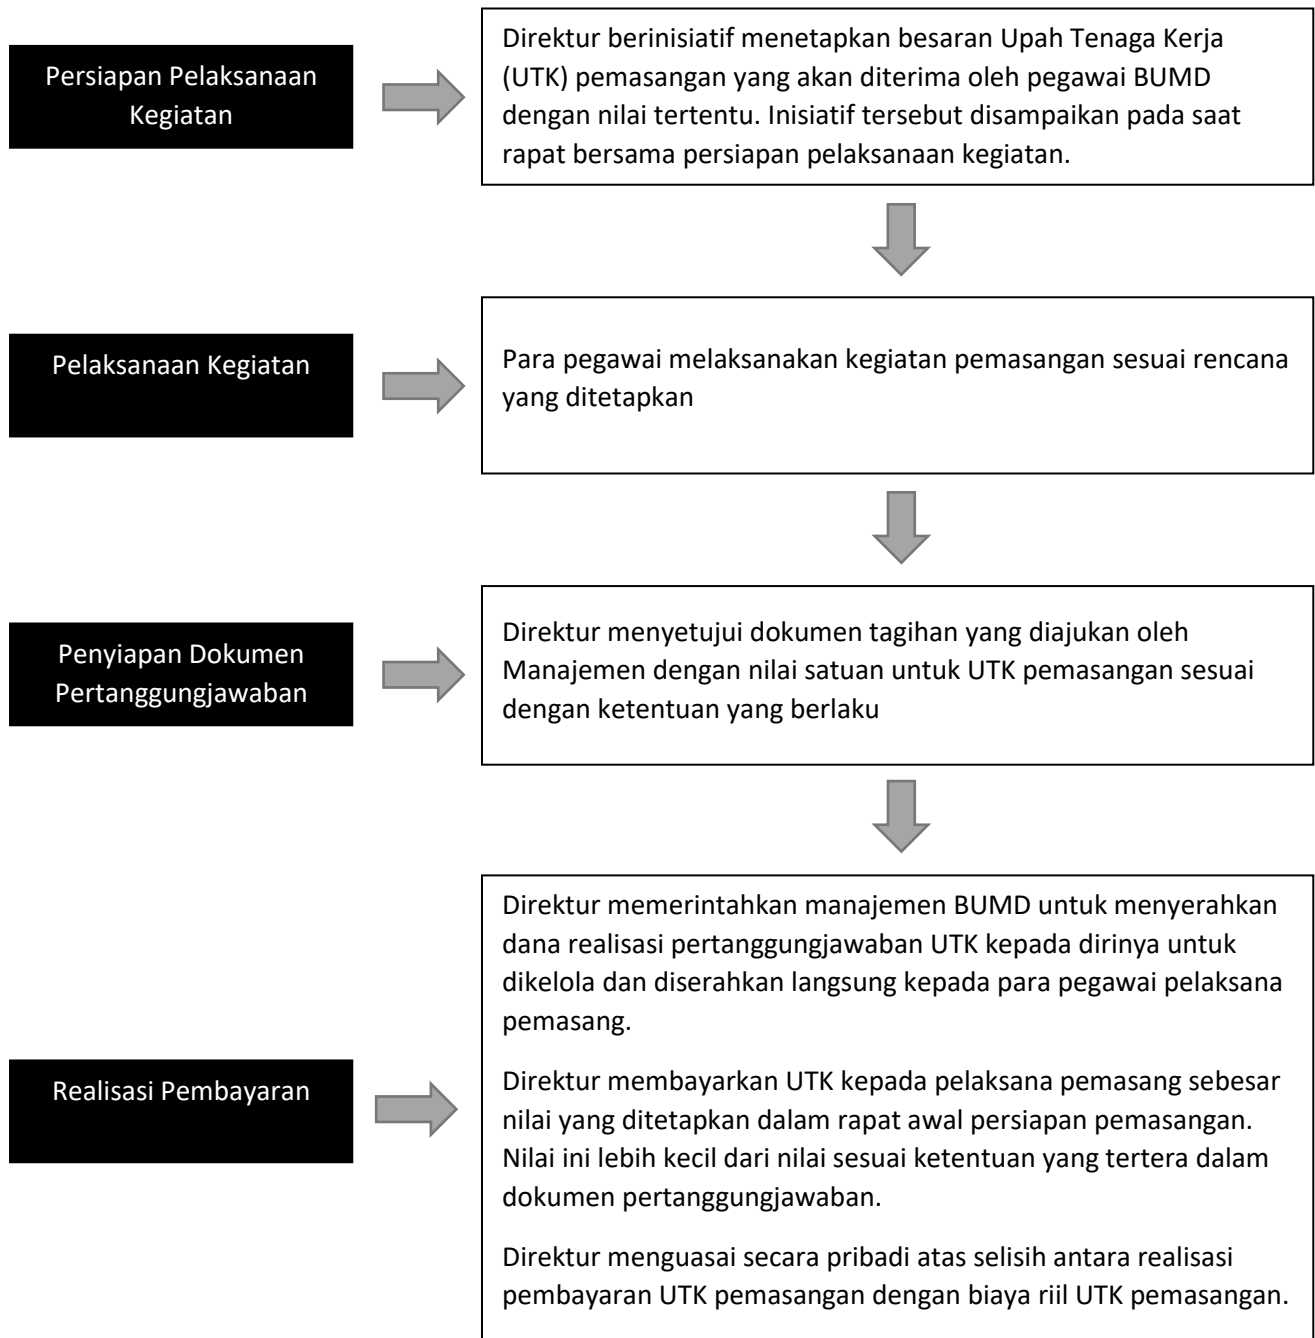 Persiapan Pelaksanaan
Kegiatan
Direktur berinisiatif menetapkan besaran Upah Tenaga Kerja
(UTK) pemasangan yang akan diterima oleh pegawai BUMD
dengan nilai tertentu. Inisiatif tersebut disampaikan pada saat
rapat bersama persiapan pelaksanaan kegiatan.
Pelaksanaan Kegiatan
Para pegawai melaksanakan kegiatan pemasangan sesuai rencana
yang ditetapkan
Penyiapan Dokumen
Pertanggungjawaban
Direktur menyetujui dokumen tagihan yang diajukan oleh
Manajemen dengan nilai satuan untuk UTK pemasangan sesuai
dengan ketentuan yang berlaku
Realisasi Pembayaran
Direktur memerintahkan manajemen BUMD untuk menyerahkan
dana realisasi pertanggungjawaban UTK kepada dirinya untuk
dikelola dan diserahkan langsung kepada para pegawai pelaksana
pemasang.
Direktur membayarkan UTK kepada pelaksana pemasang sebesar
nilai yang ditetapkan dalam rapat awal persiapan pemasangan.
Nilai ini lebih kecil dari nilai sesuai ketentuan yang tertera dalam
dokumen pertanggungjawaban.
Direktur menguasai secara pribadi atas selisih antara realisasi
pembayaran UTK pemasangan dengan biaya riil UTK pemasangan.